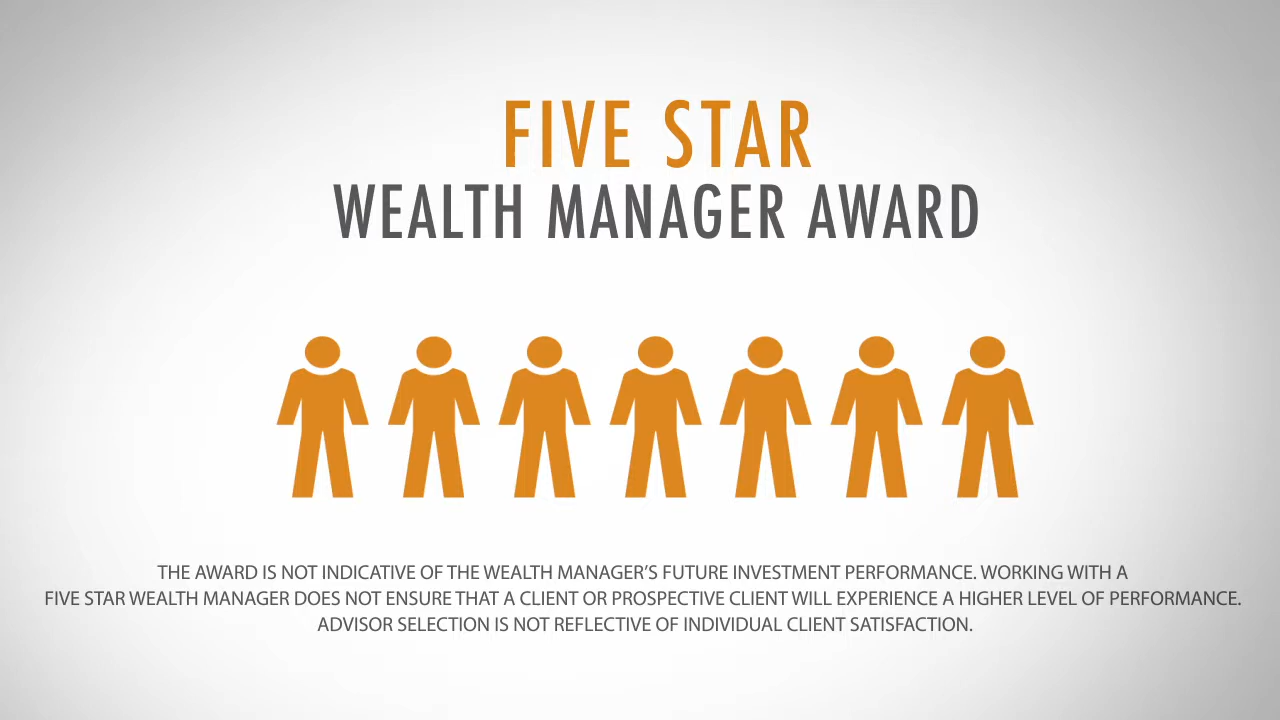 FIVE STAR
WEALTH MANAGER AWARD
THE AWARD IS NOT INDICATIVE OF THE WEALTH MANAGER’S FUTURE INVESTMENT PERFORMANCE. WORKING WITH A
FIVE STAR WEALTH MANAGER DOES NOT ENSURE THAT A CLIENT OR PROSPECTIVE CLIENT WILL EXPERIENCE A HIGHER LEVEL OF PERFORMANCE.
ADVISOR SELECTION IS NOT REFLECTIVE OF INDIVIDUAL CLIENT SATISFACTION.